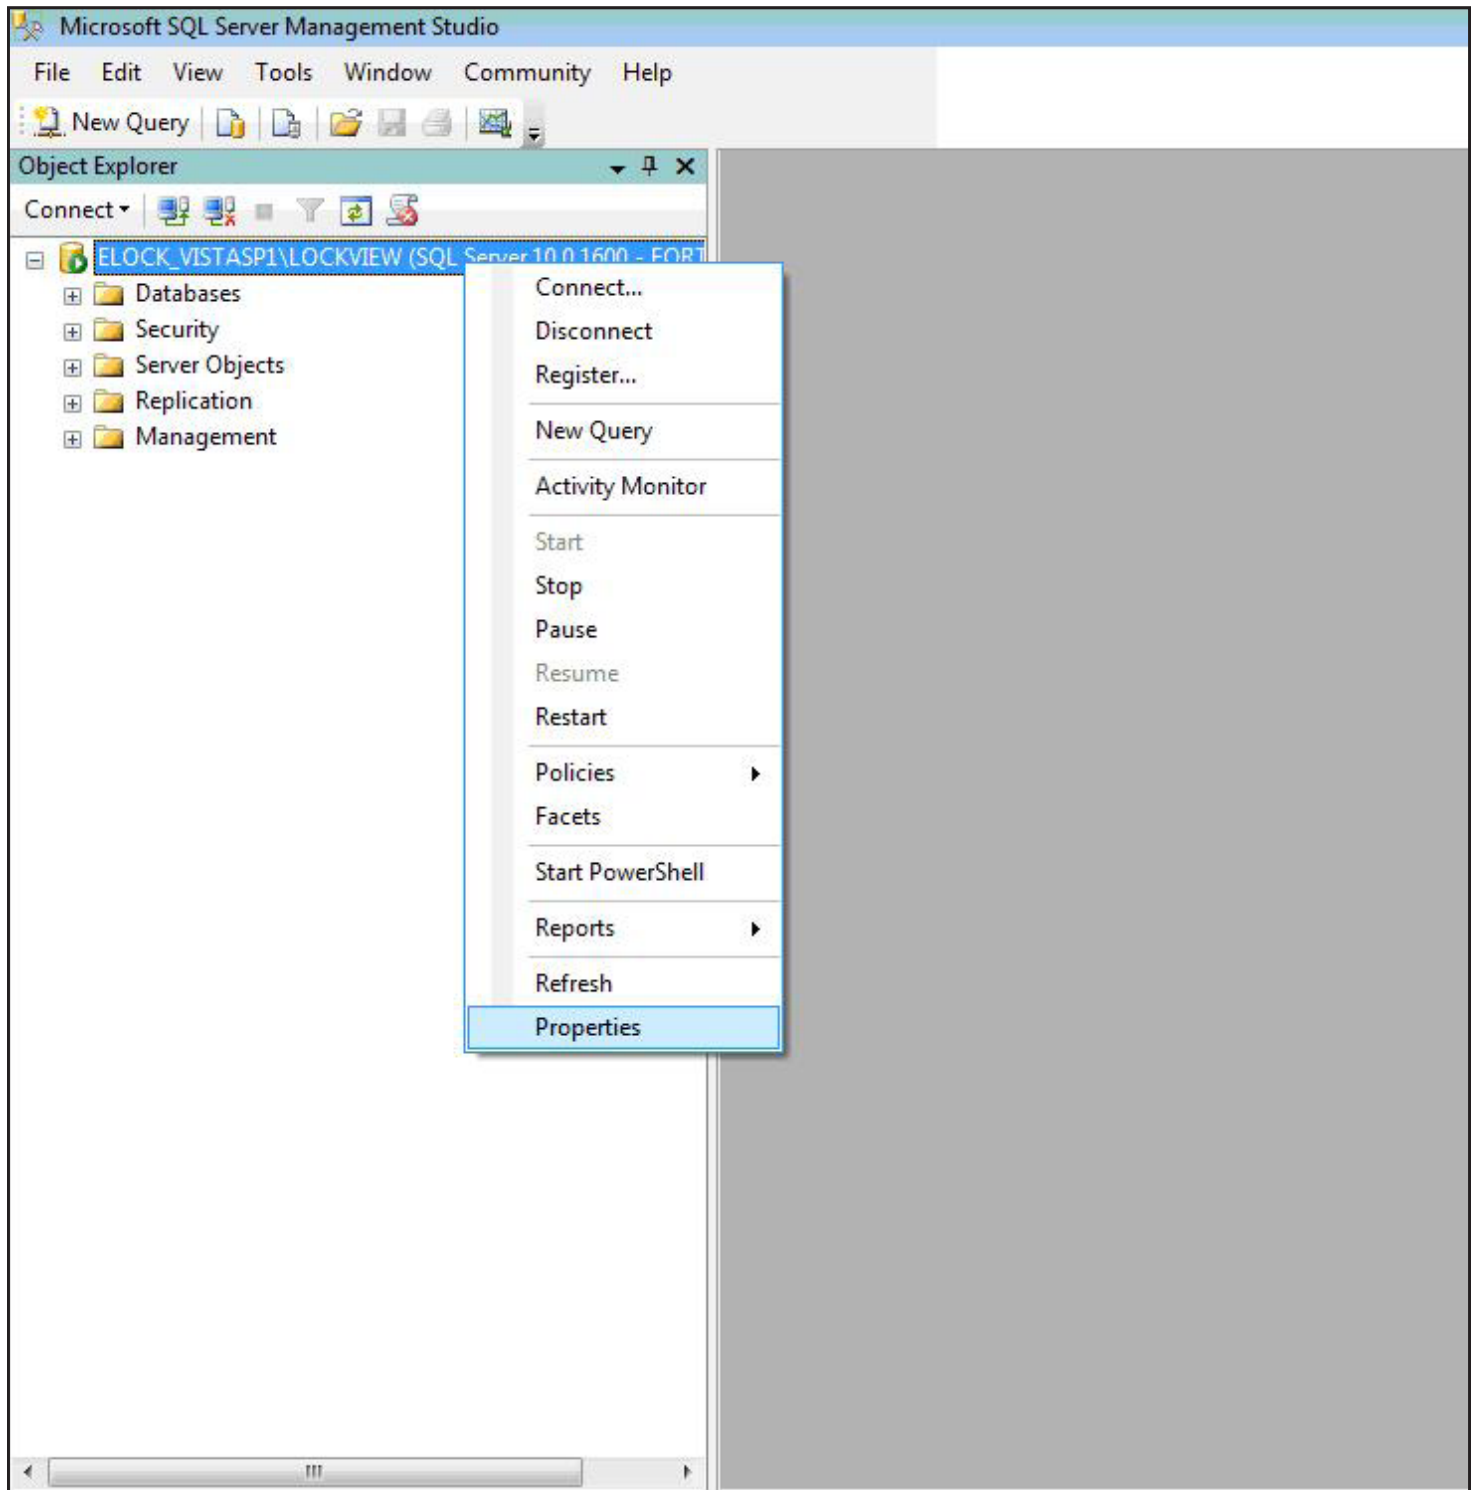 Microsoft SQL Server Management Studio
File Edit View Tools Window Community Help
New Query
Object Explorer
Connect
ELOCK_VISTASP1\LOCKVIEW (SQL Server 10.0.1600 - FORT
Databases
Security
Server Objects
Replication
Management
Connect...
Disconnect
Register...
New Query
Activity Monitor
Start
Stop
Pause
Resume
Restart
Policies
Facets
Start PowerShell
Reports
Refresh
Properties